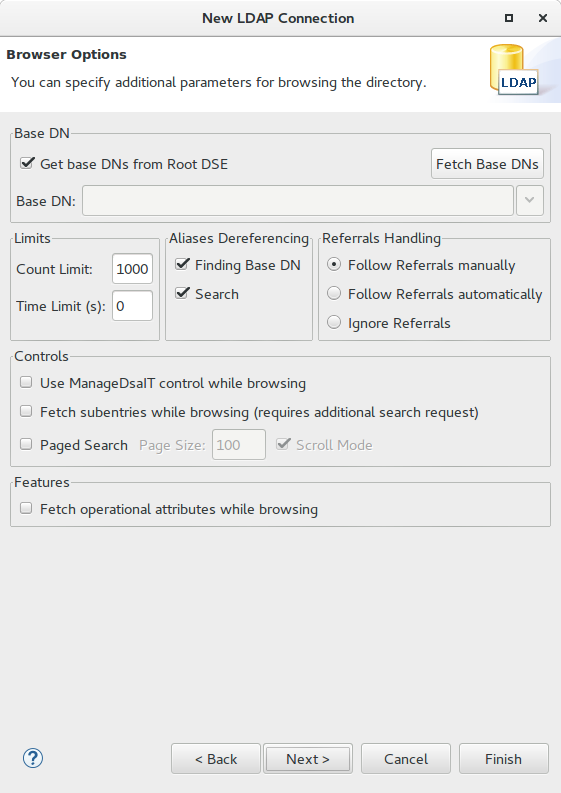 New LDAP Connection
Browser Options
You can specify additional parameters for browsing the directory.
LDAP
Base DN
Get base DNs from Root DSE
Fetch Base DNs
Base DN:
Limits
Count Limit: 1000
Time Limit (s): 0
Aliases Dereferencing
Finding Base DN
Search
Referrals Handling
Follow Referrals manually
Follow Referrals automatically
Ignore Referrals
Controls
Use ManageDsaIT control while browsing
Fetch subentries while browsing (requires additional search request)
Paged Search Page Size: 100 Scroll Mode
Features
Fetch operational attributes while browsing
?
< Back Next > Cancel Finish